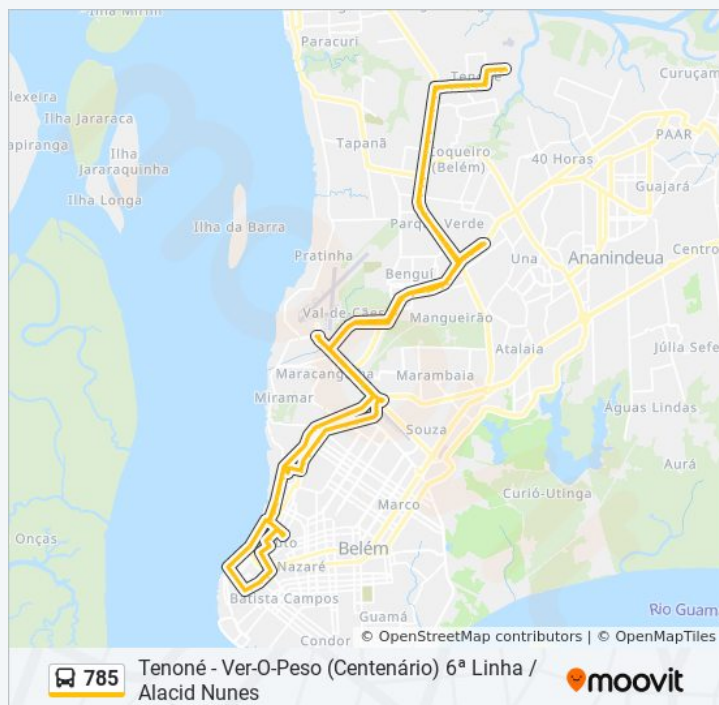 Ilha Mirim
Paracuri
Tenoné
Curuçam
Ilha Jararaca
Tapanã
Coqueiro
(Belém)
40 Horas
PAAR
Ilha
Jararaquinha
Guajará
Ilha Longa
Ilha da Barra
Parque Verde
Centro
Pratinha
Una
Ananindeua
Benguí
Val-de-Cães
Mangueirão
Atalaia
Júlia Sefe
Maracangalha
Marambaia
Miramar
Águas Lindas
Souza
Aurá
Curió-Utinga
Marco
Onças
Belém
Nazaré
Batista Campos
Guamá
Rio Guam
Condor
© OpenStreetMap contributors | © OpenMapTiles
785
Tenoné - Ver-O-Peso (Centenário) 6ª Linha /
Alacid Nunes
moovit